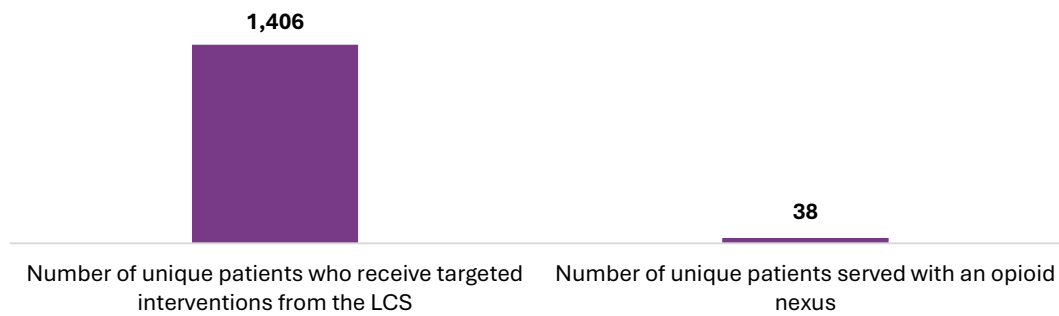 1,406
38
Number of unique patients who receive targeted
interventions from the LCS
Number of unique patients served with an opioid
nexus